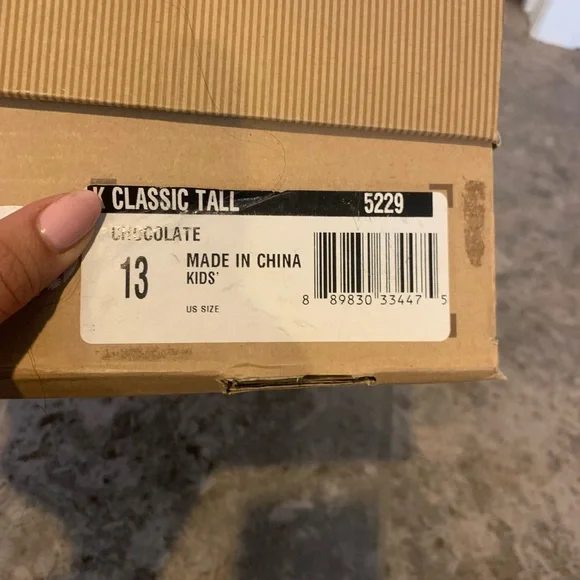 K CLASSIC TALL 5229
CHOCOLATE
13 MADE IN CHINA
KIDS'
US SIZE
8 89830 33447 5